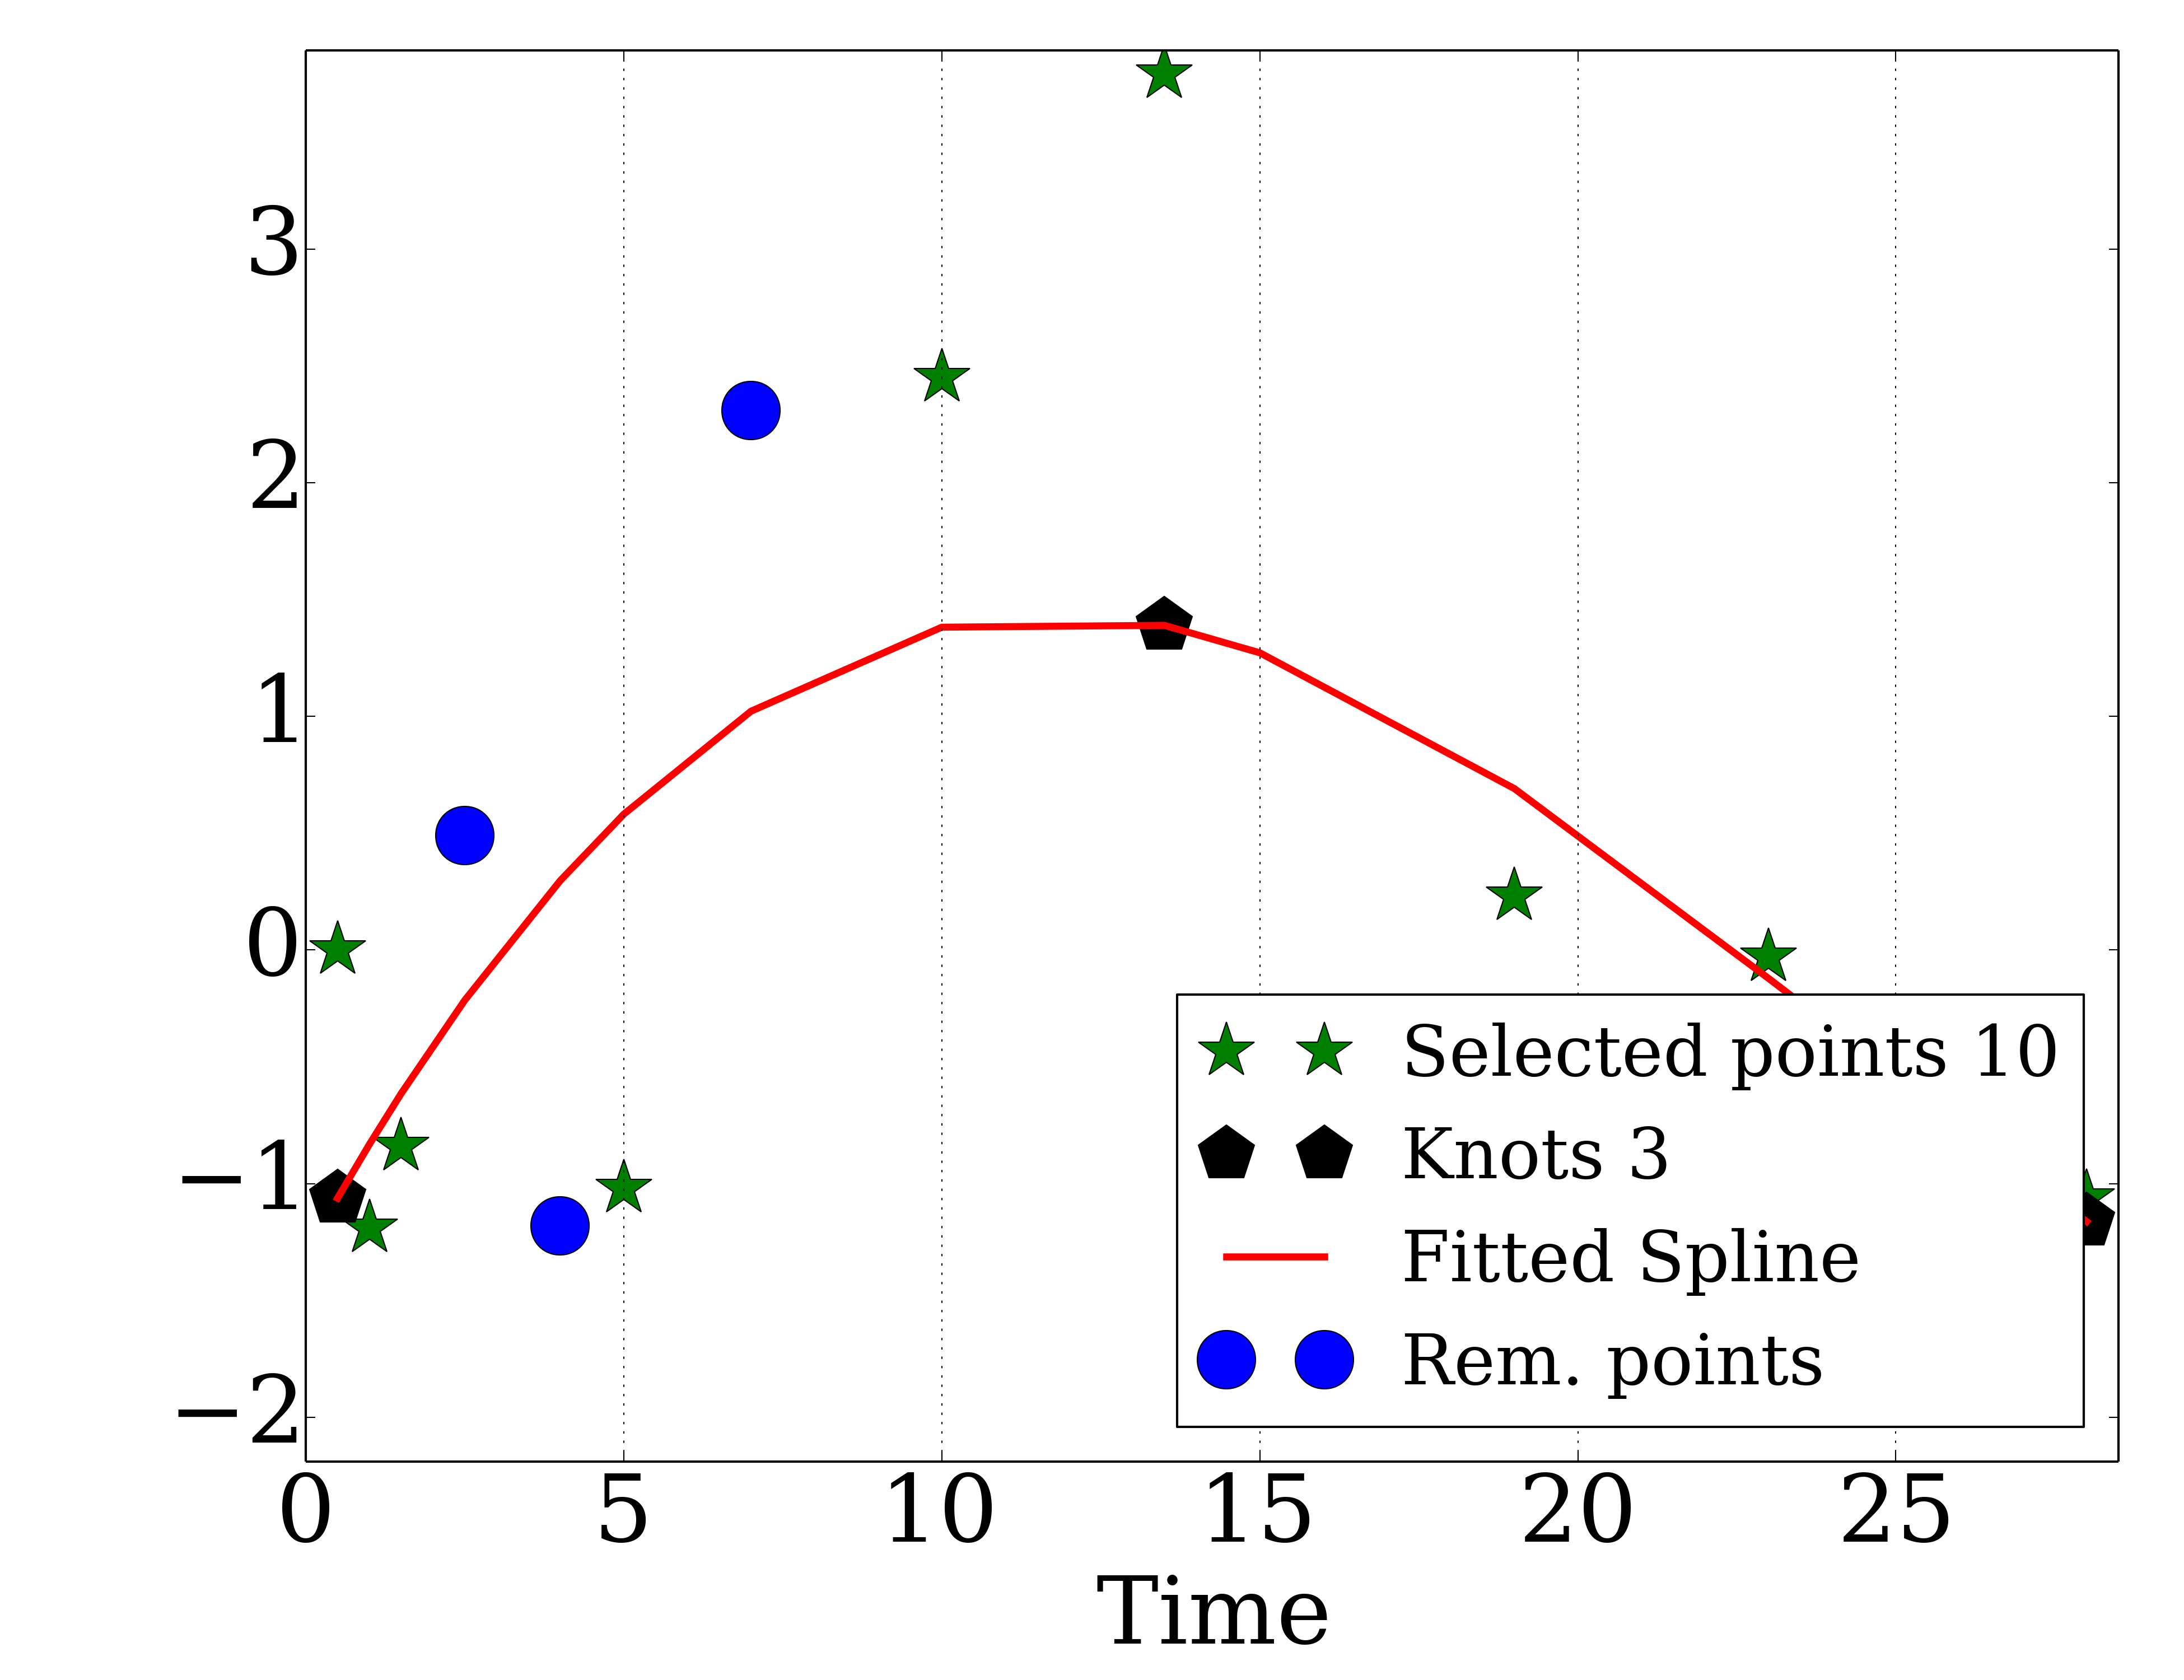 3
2
1
0
−1
−2
0 5 10 15 20 25
Time
Selected points 10
Knots 3
Fitted Spline
Rem. points